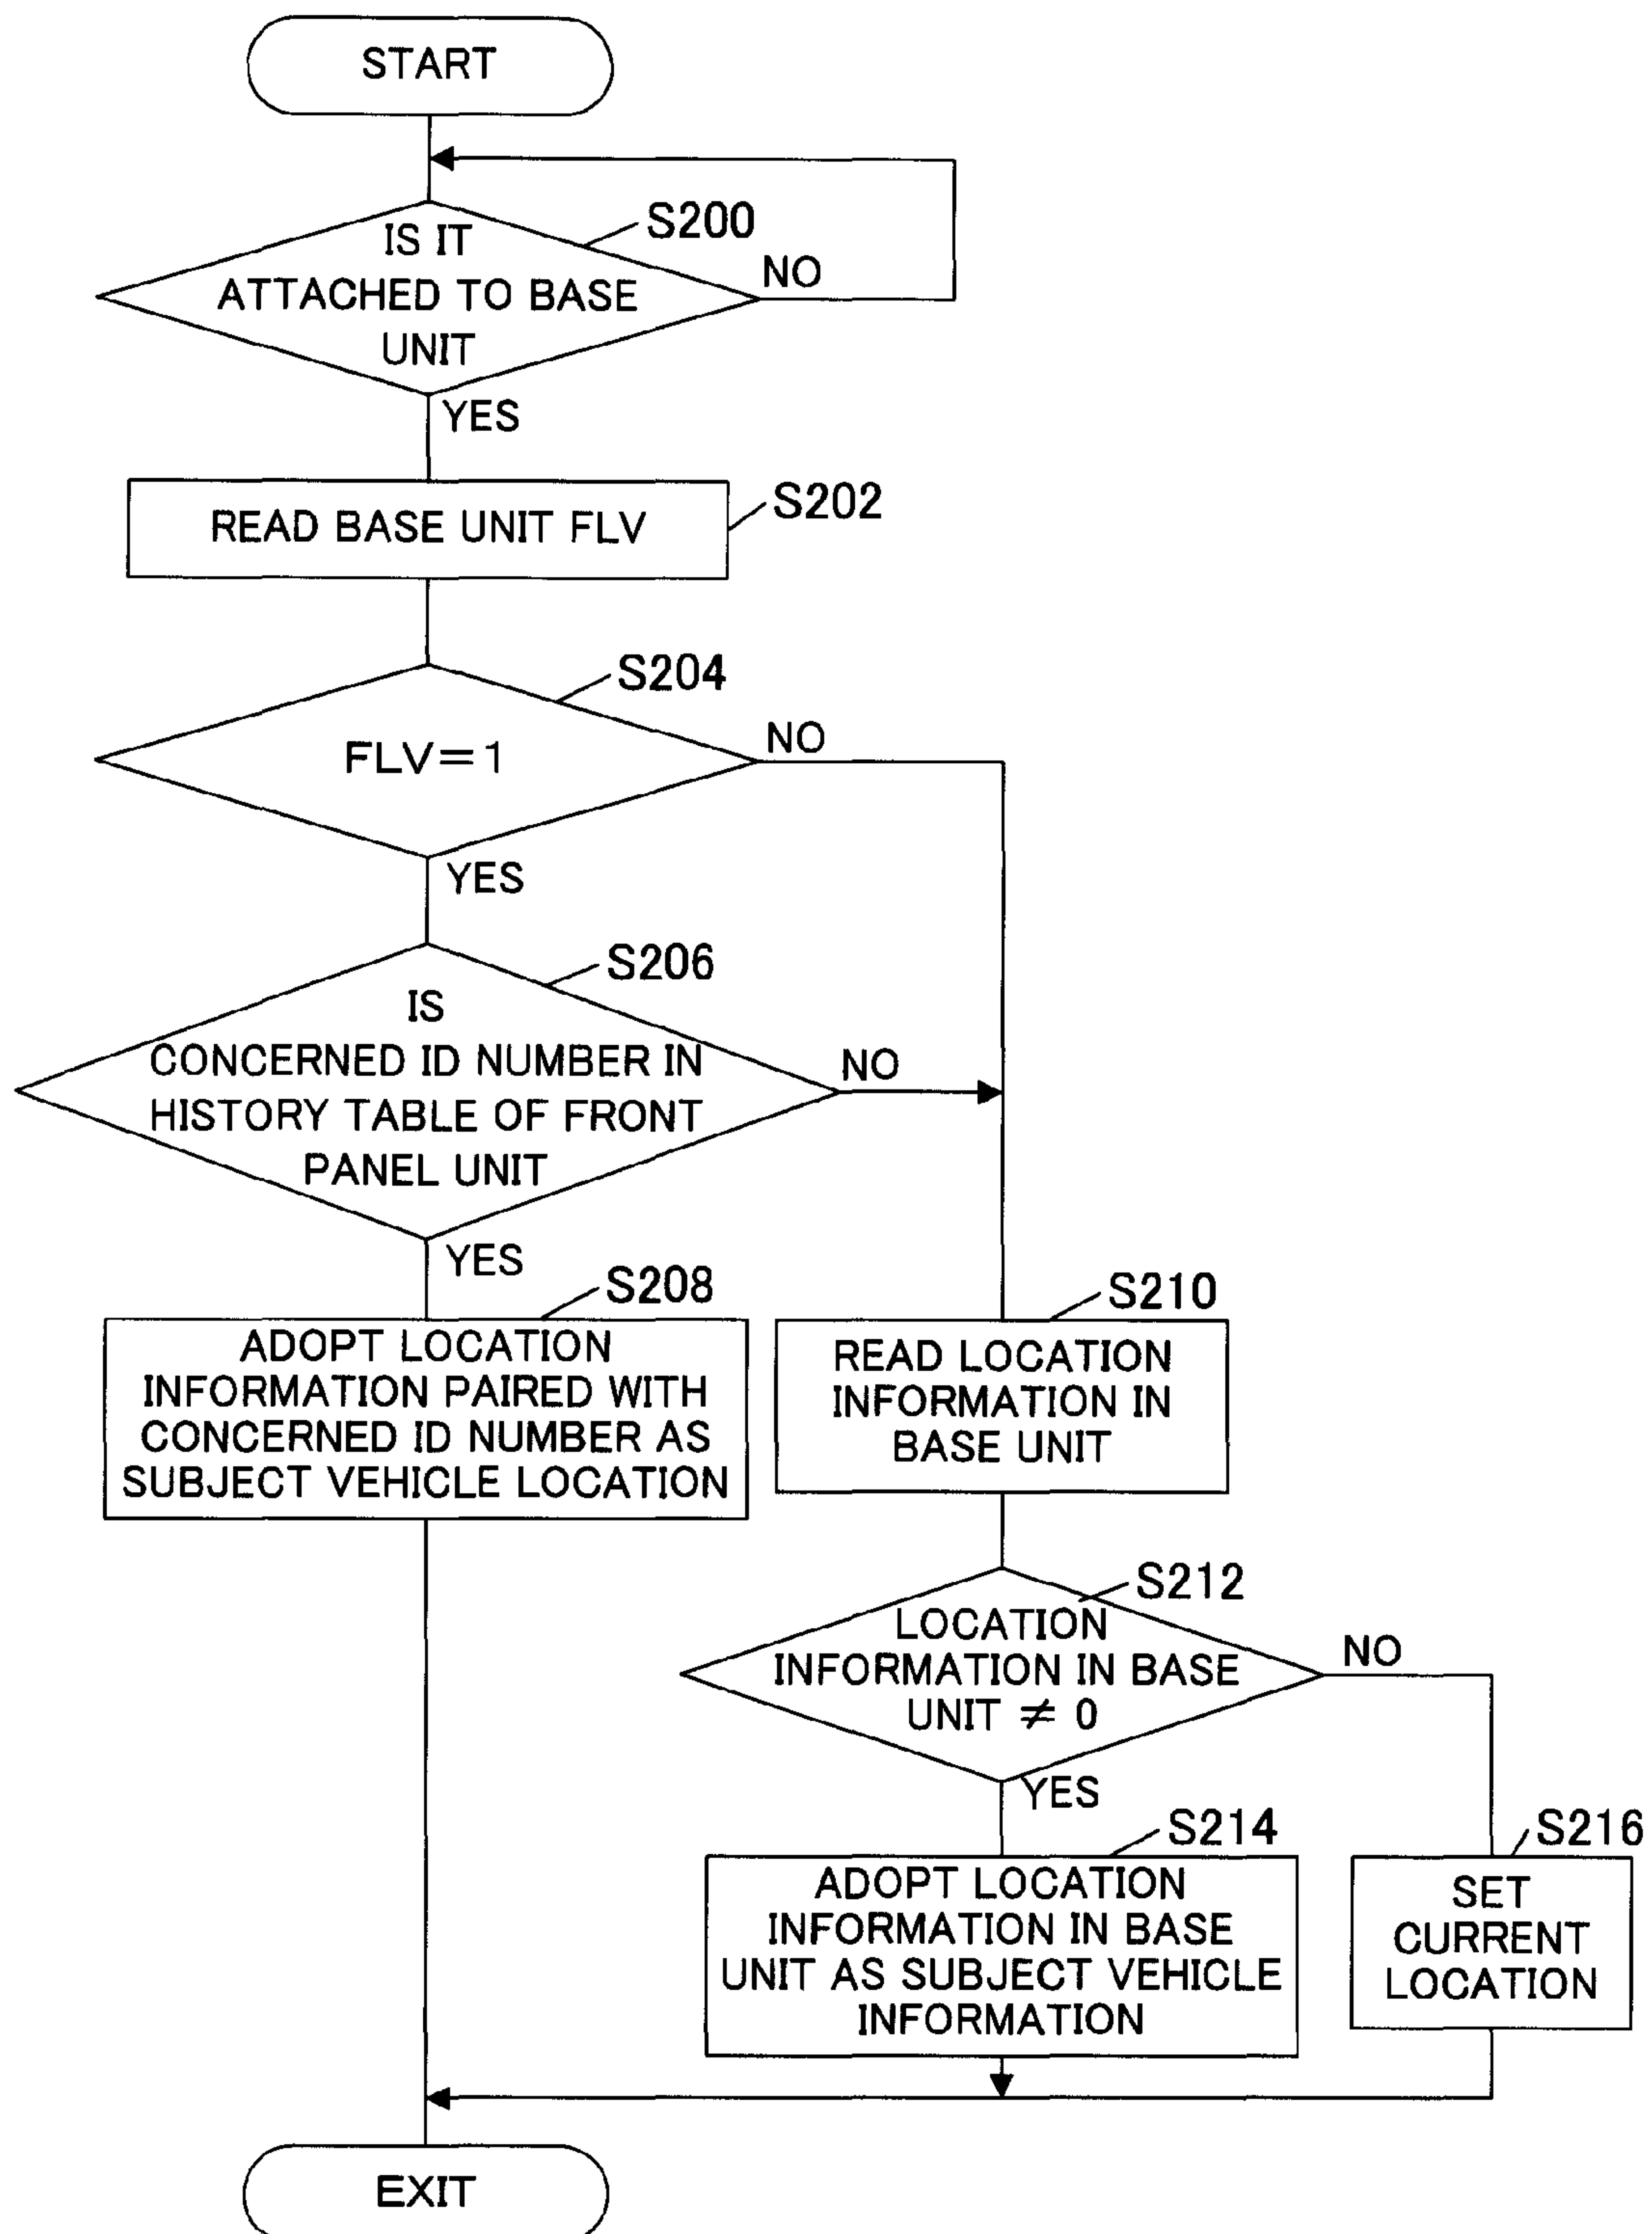 START
S200
IS IT
ATTACHED TO BASE
UNIT
NO
YES
S202
READ BASE UNIT FLV
S204
FLV=1
NO
YES
S206
IS
CONCERNED ID NUMBER IN
HISTORY TABLE OF FRONT
PANEL UNIT
NO
YES
S208
ADOPT LOCATION
INFORMATION PAIRED WITH
CONCERNED ID NUMBER AS
SUBJECT VEHICLE LOCATION
S210
READ LOCATION
INFORMATION IN
BASE UNIT
S212
LOCATION
INFORMATION IN BASE
UNIT ≠ 0
NO
YES
S214
ADOPT LOCATION
INFORMATION IN BASE
UNIT AS SUBJECT VEHICLE
INFORMATION
S216
SET
CURRENT
LOCATION
EXIT